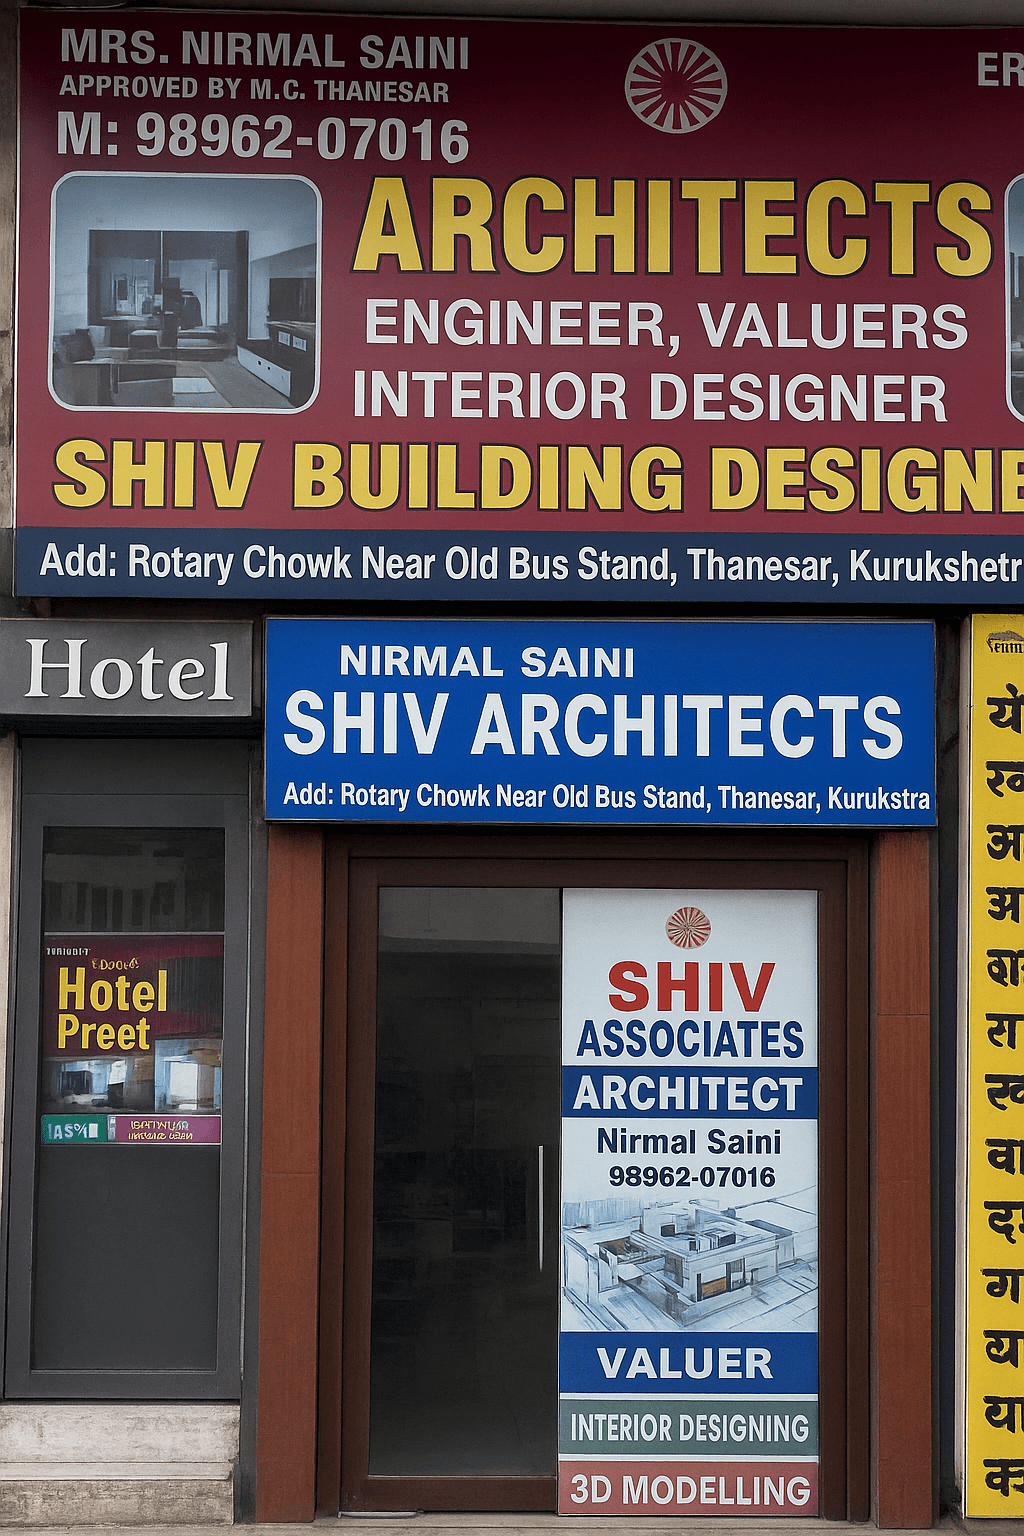 MRS. NIRMAL SAINI
APPROVED BY M.C. THANESAR
M: 98962-07016
ER
ARCHITECTS
ENGINEER, VALUERS
INTERIOR DESIGNER
SHIV BUILDING DESIGNE
Add: Rotary Chowk Near Old Bus Stand, Thanesar, Kurukshetr
Hotel
NIRMAL SAINI
SHIV ARCHITECTS
Add: Rotary Chowk Near Old Bus Stand, Thanesar, Kurukstra
Hotel
Preet
SHIV
ASSOCIATES
ARCHITECT
Nirmal Saini
98962-07016
VALUER
INTERIOR DESIGNING
3D MODELLING